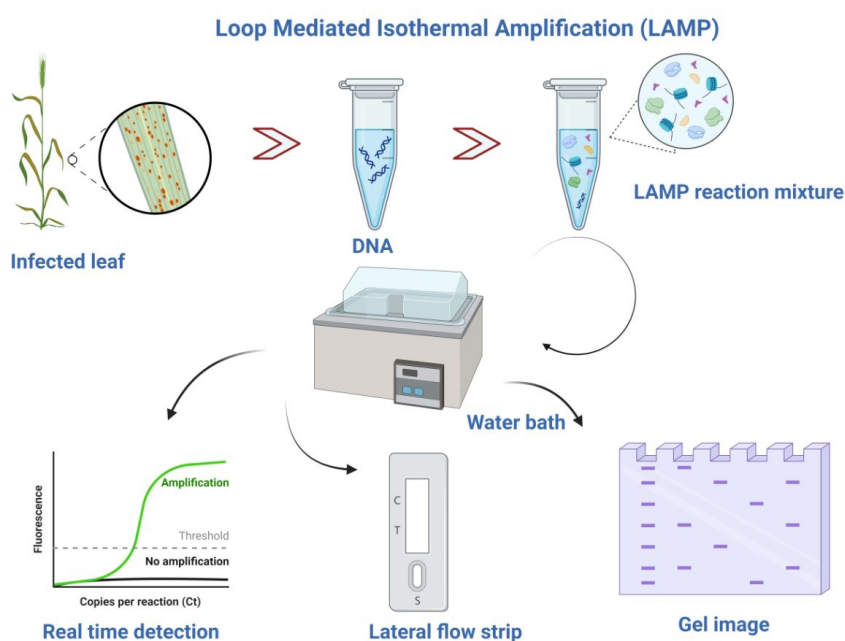 Loop Mediated Isothermal Amplification (LAMP)
Infected leaf
DNA
LAMP reaction mixture
Water bath
Fluorescence
Amplification
Threshold
No amplification
Copies per reaction (Ct)
Real time detection
C
T
S
Lateral flow strip
Gel image